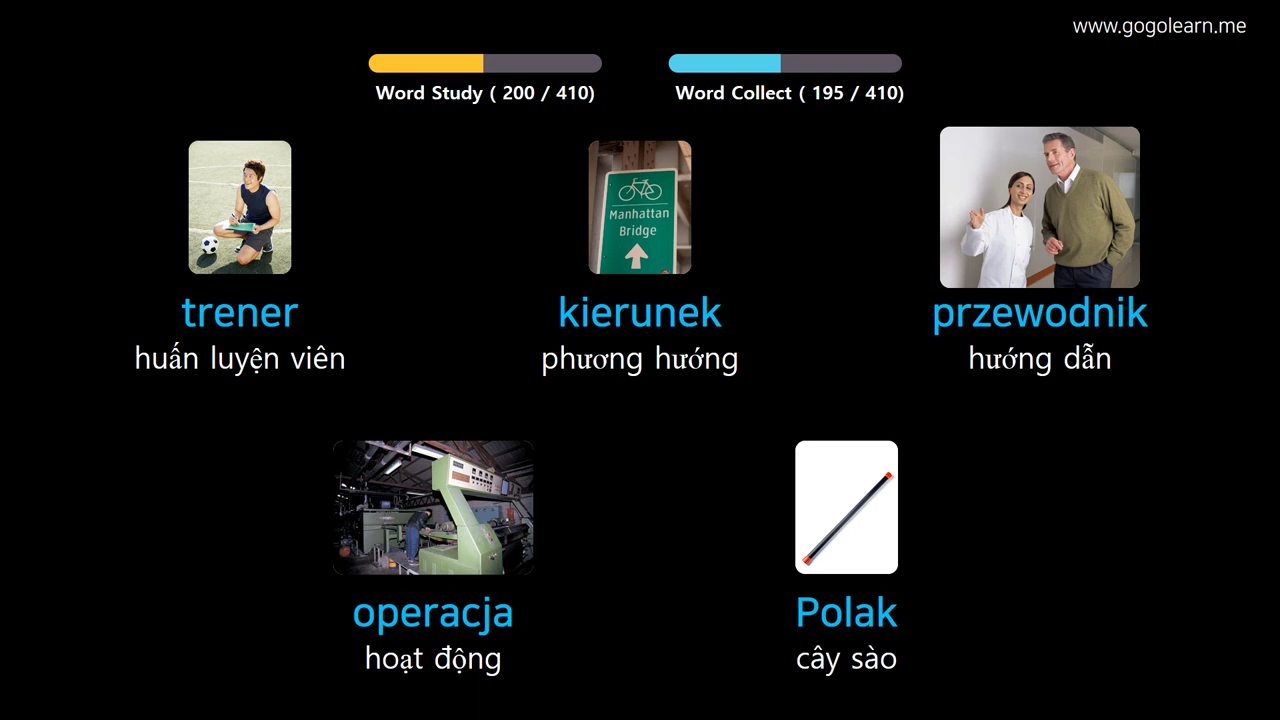 www.gogolearn.me
Word Study ( 200 / 410)
Word Collect ( 195 / 410)
Manhattan
Bridge
trener
kierunek
przewodnik
huấn luyện viên
phương hướng
hướng dẫn
operacja
Polak
hoạt động
cây sào